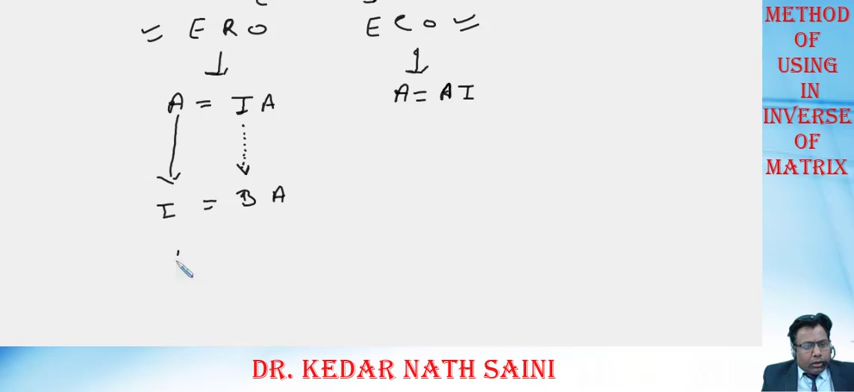 = ERO ECO =
A = IA A = AI
I = BA
METHOD
OF
USING
IN
INVERSE
OF
MATRIX
DR. KEDAR NATH SAINI